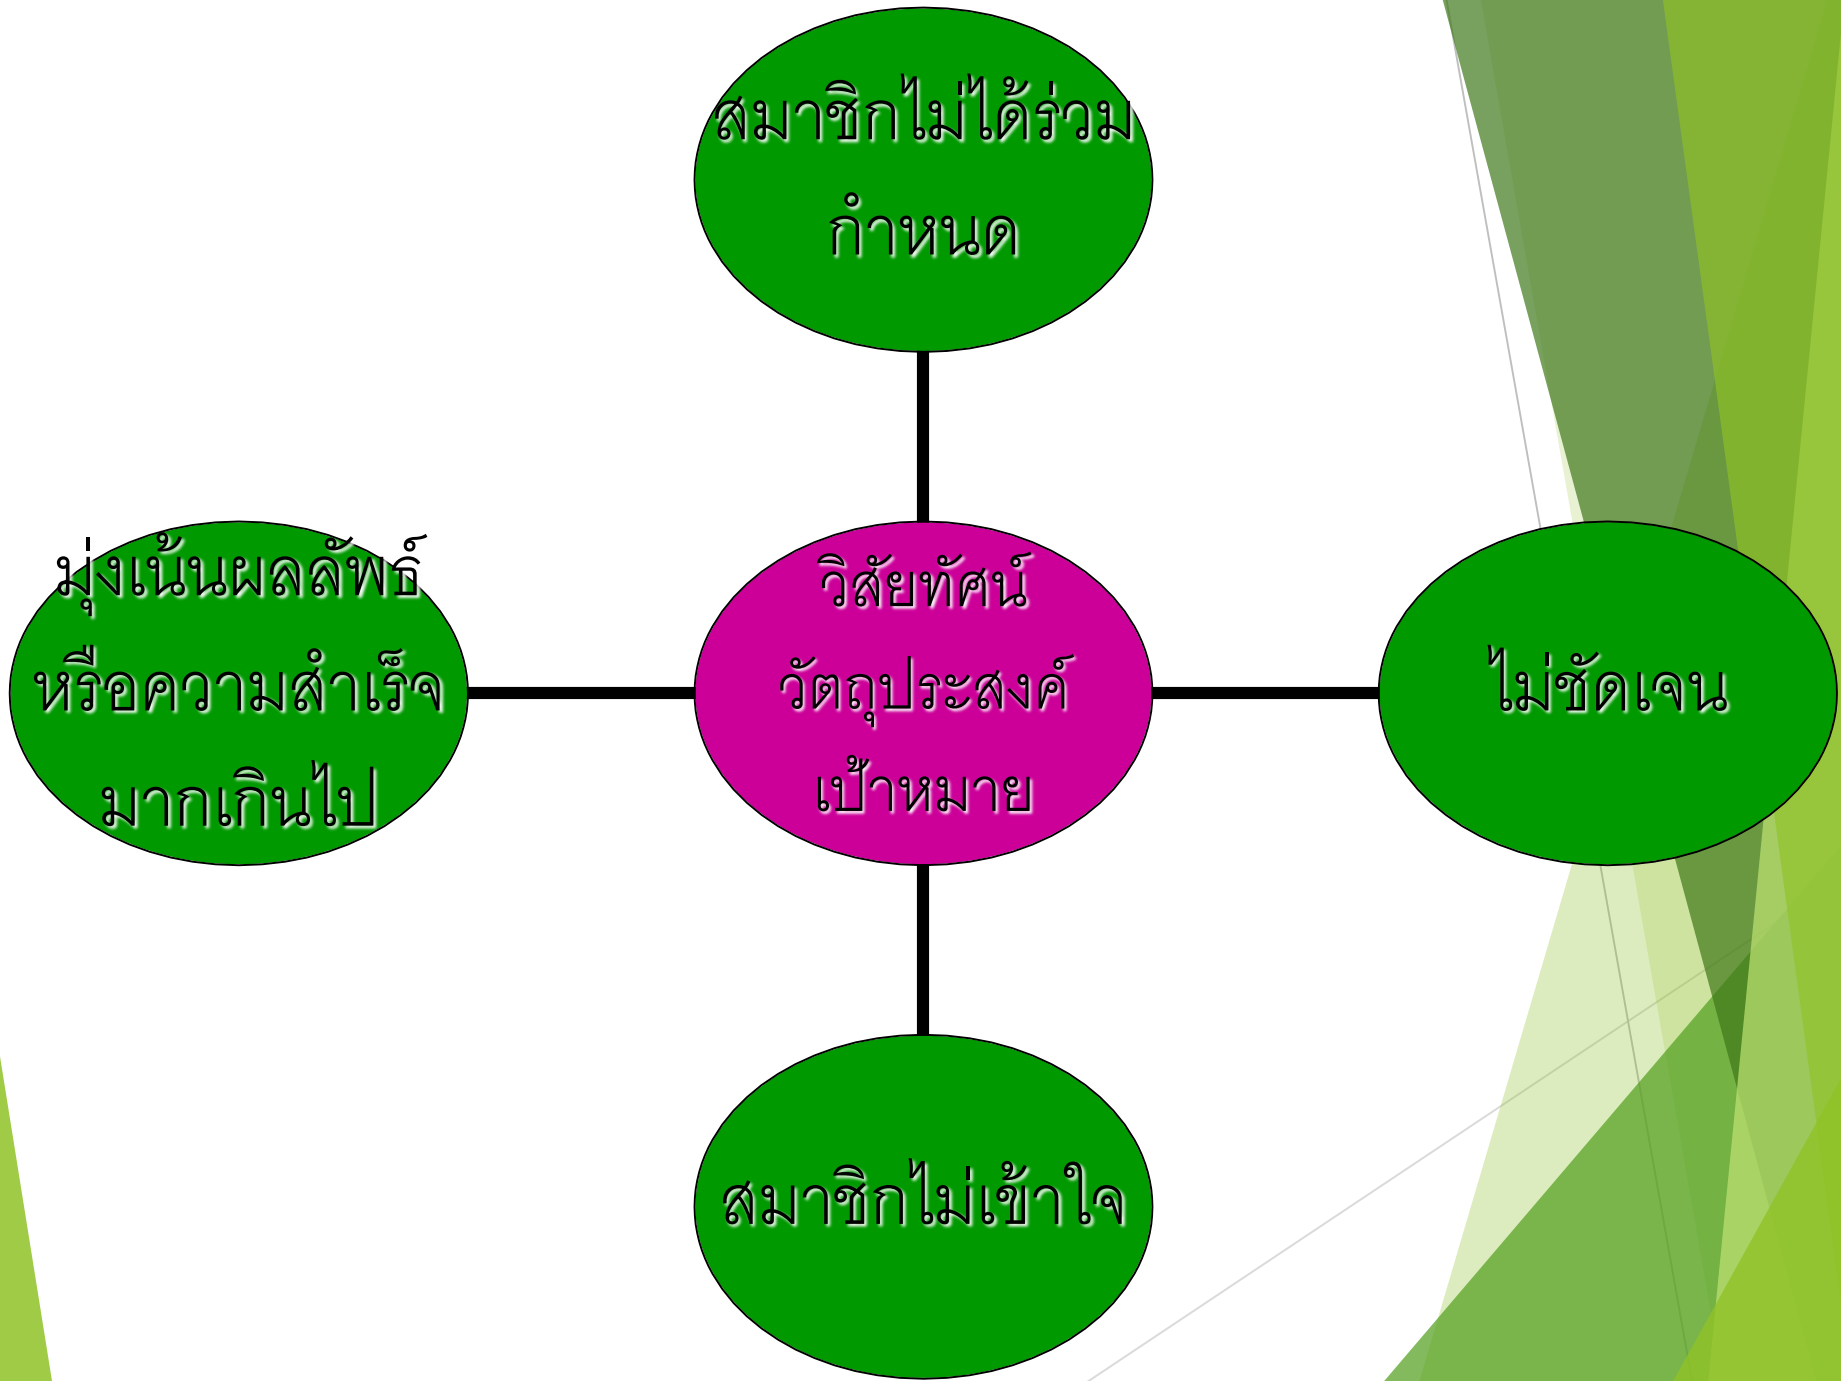 สมาชิกไม่ได้ร่วม
กำหนด
มุ่งเน้นผลลัพธ์
หรือความสำเร็จ
มากเกินไป
วิสัยทัศน์
วัตถุประสงค์
เป้าหมาย
ไม่ชัดเจน
สมาชิกไม่เข้าใจ